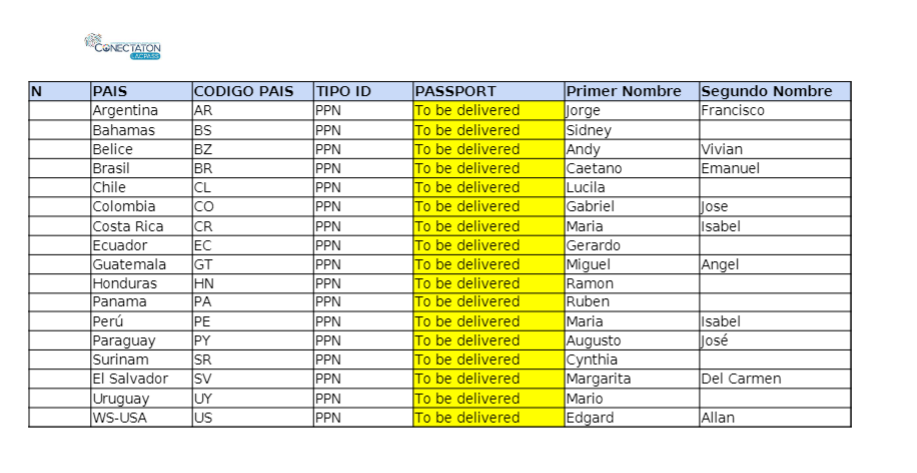 CONECTATON
LACPASS
N PAIS CODIGO PAIS TIPO ID PASSPORT Primer Nombre Segundo Nombre
Argentina AR PPN To be delivered Jorge Francisco
Bahamas BS PPN To be delivered Sidney
Belice BZ PPN To be delivered Andy Vivian
Brasil BR PPN To be delivered Caetano Emanuel
Chile CL PPN To be delivered Lucila
Colombia CO PPN To be delivered Gabriel Jose
Costa Rica CR PPN To be delivered Maria Isabel
Ecuador EC PPN To be delivered Gerardo
Guatemala GT PPN To be delivered Miguel Angel
Honduras HN PPN To be delivered Ramon
Panama PA PPN To be delivered Ruben
Perú PE PPN To be delivered Maria Isabel
Paraguay PY PPN To be delivered Augusto José
Surinam SR PPN To be delivered Cynthia
El Salvador SV PPN To be delivered Margarita Del Carmen
Uruguay UY PPN To be delivered Mario
WS-USA US PPN To be delivered Edgard Allan